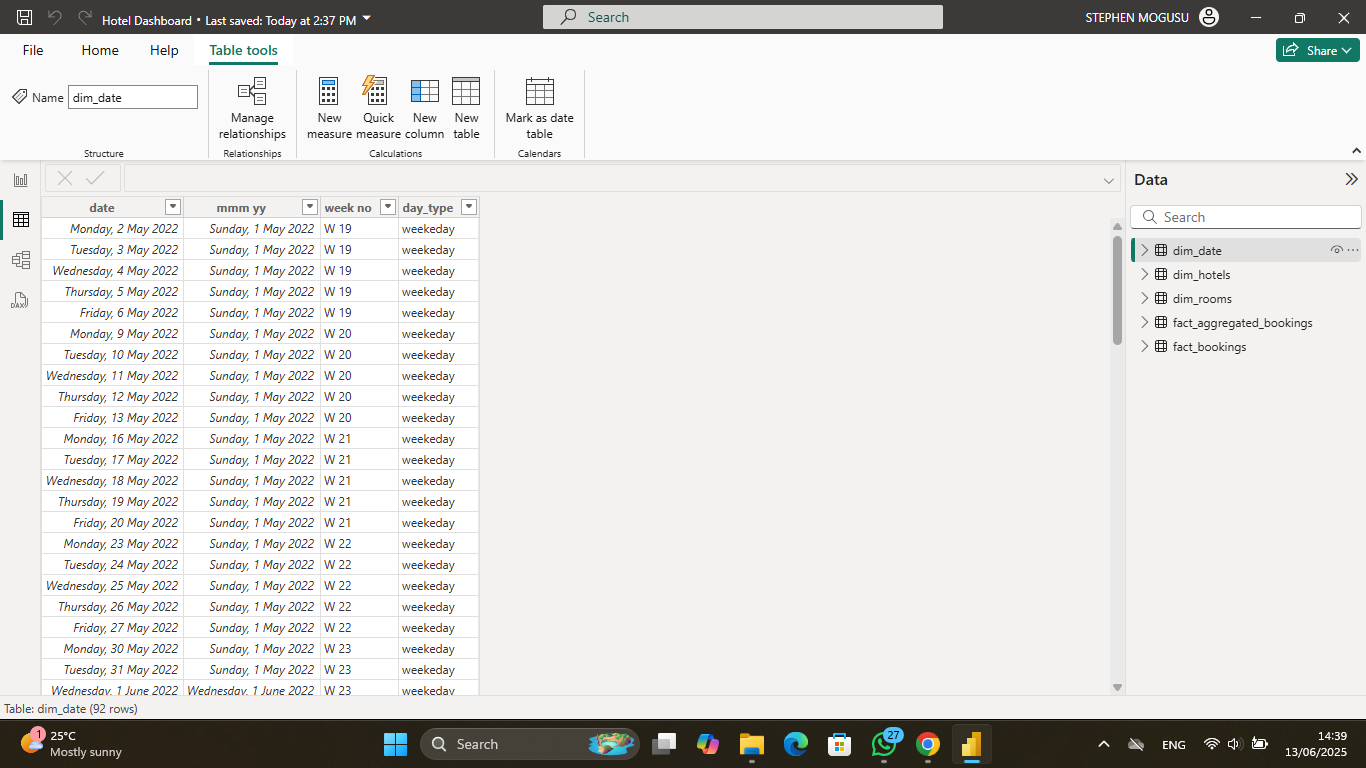 Hotel Dashboard • Last saved: Today at 2:37 PM
Search
STEPHEN MOGUSU
File
Home
Help
Table tools
Share
Name
dim_date
Structure
Manage
relationships
Relationships
New
measure
Quick
measure
New
column
New
table
Calculations
Mark as date
table
Calendars
date
mmm yy
week no
day_type
Monday, 2 May 2022 Sunday, 1 May 2022 W 19 weekeday
Tuesday, 3 May 2022 Sunday, 1 May 2022 W 19 weekeday
Wednesday, 4 May 2022 Sunday, 1 May 2022 W 19 weekeday
Thursday, 5 May 2022 Sunday, 1 May 2022 W 19 weekeday
Friday, 6 May 2022 Sunday, 1 May 2022 W 19 weekeday
Monday, 9 May 2022 Sunday, 1 May 2022 W 20 weekeday
Tuesday, 10 May 2022 Sunday, 1 May 2022 W 20 weekeday
Wednesday, 11 May 2022 Sunday, 1 May 2022 W 20 weekeday
Thursday, 12 May 2022 Sunday, 1 May 2022 W 20 weekeday
Friday, 13 May 2022 Sunday, 1 May 2022 W 20 weekeday
Monday, 16 May 2022 Sunday, 1 May 2022 W 21 weekeday
Tuesday, 17 May 2022 Sunday, 1 May 2022 W 21 weekeday
Wednesday, 18 May 2022 Sunday, 1 May 2022 W 21 weekeday
Thursday, 19 May 2022 Sunday, 1 May 2022 W 21 weekeday
Friday, 20 May 2022 Sunday, 1 May 2022 W 21 weekeday
Monday, 23 May 2022 Sunday, 1 May 2022 W 22 weekeday
Tuesday, 24 May 2022 Sunday, 1 May 2022 W 22 weekeday
Wednesday, 25 May 2022 Sunday, 1 May 2022 W 22 weekeday
Thursday, 26 May 2022 Sunday, 1 May 2022 W 22 weekeday
Friday, 27 May 2022 Sunday, 1 May 2022 W 22 weekeday
Monday, 30 May 2022 Sunday, 1 May 2022 W 23 weekeday
Tuesday, 31 May 2022 Sunday, 1 May 2022 W 23 weekeday
Wednesday, 1 June 2022 Wednesday, 1 June 2022 W 23 weekeday
Data
Search
dim_date
dim_hotels
dim_rooms
fact_aggregated_bookings
fact_bookings
DAX
Table: dim_date (92 rows)
1
25°C
Mostly sunny
Search
27
ENG
14:39
13/06/2025